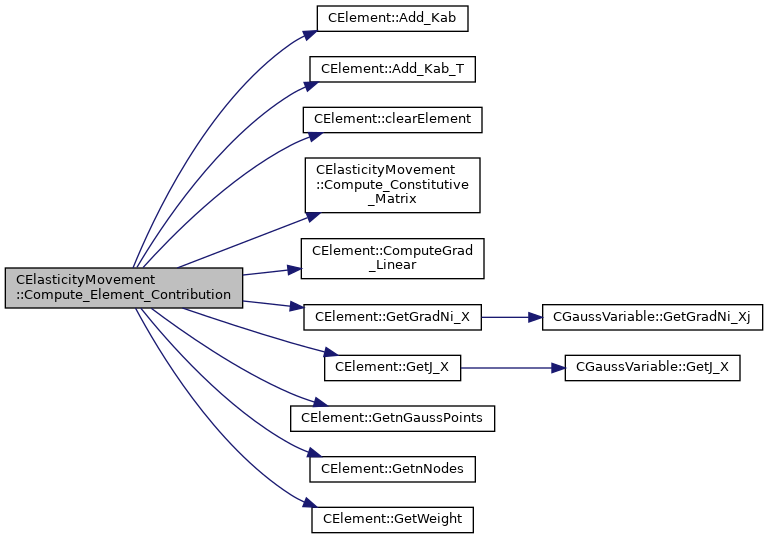 CElement::Add_Kab
CElement::Add_Kab_T
CElement::clearElement
CElasticityMovement
::Compute_Constitutive
_Matrix
CElasticityMovement
::Compute_Element_Contribution
CElement::ComputeGrad
_Linear
CElement::GetGradNi_X
CGaussVariable::GetGradNi_Xj
CElement::GetJ_X
CGaussVariable::GetJ_X
CElement::GetnGaussPoints
CElement::GetnNodes
CElement::GetWeight